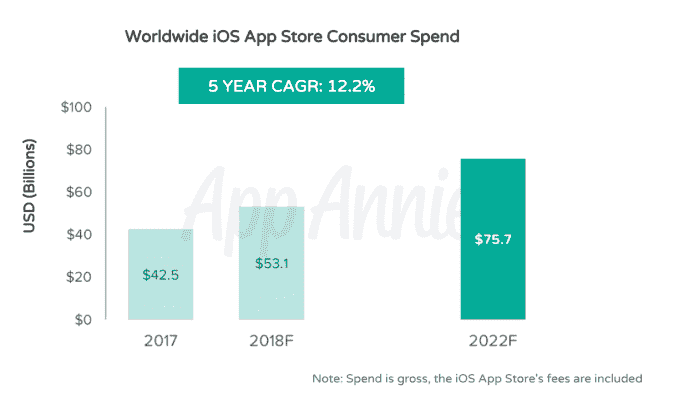 Worldwide iOS App Store Consumer Spend
5 YEAR CAGR: 12.2%
USD (Billions)
$100
$80
$60
$40
$20
$0
App Annie
$42.5
$53.1
$75.7
2017
2018F
2022F
Note: Spend is gross, the iOS App Store's fees are included